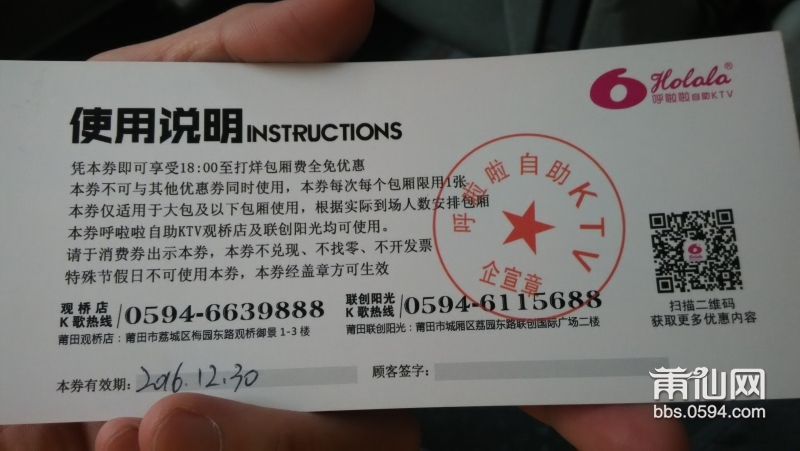 Holala®
呼啦啦自助KTV
使用说明INSTRUCTIONS
凭本券即可享受18:00至打烊包厢费全免优惠
本券不可与其他优惠券同时使用，本券每次每个包厢限用1张
本券仅适用于大包及以下包厢使用，根据实际到场人数安排包厢
本券呼啦啦自助KTV观桥店及联创阳光均可使用。
请于消费券出示本券，本券不兑现、不找零、不开发票
特殊节假日不可使用本券，本券经盖章方可生效
呼啦啦自助KTV
企宣章
观桥店
K歌热线
0594-6639888
联创阳光
K歌热线
0594-6115688
莆田观桥店：莆田市荔城区梅园东路观桥御景1-3楼
莆田联创阳光：莆田市城厢区荔园东路联创国际广场二楼
扫描二维码
获取更多优惠内容
本券有效期：2016.12.30
顾客签字：
莆仙网
bbs.0594.com